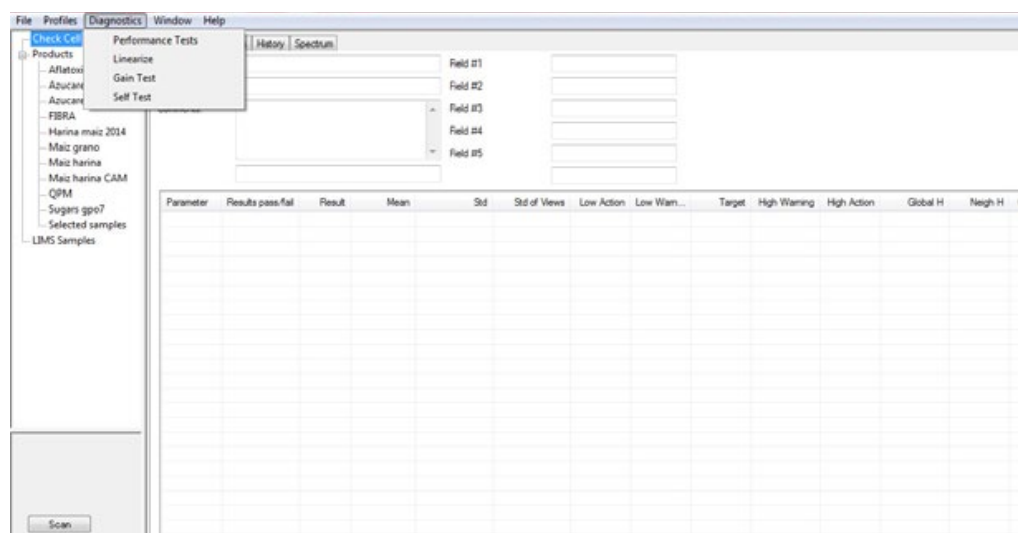 File Profiles Diagnostics Window Help
Performance Tests
Linearize
Gain Test
Self Test
Check Cell
Products
Aflatoxi
Azucare
Azucare
FIBRA
Harina maiz 2014
Maiz grano
Maiz harina
Maiz harina CAM
QPM
Sugars gpo7
Selected samples
LIMS Samples
History Spectrum
Field #1
Field #2
Field #3
Field #4
Field #5
Parameter Results pass/fail Result Mean Std Std of Views Low Action Low Warn... Target High Warning High Action Global H Neigh H
Scan